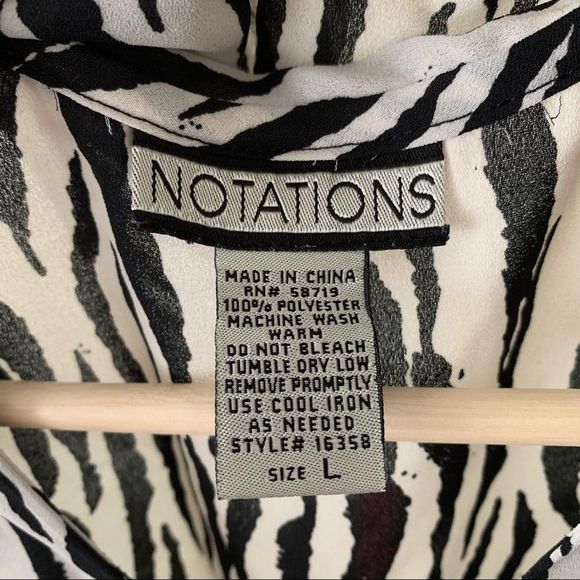 NOTATIONS
MADE IN CHINA
RN# 58719
100% POLYESTER
MACHINE WASH
WARM
DO NOT BLEACH
TUMBLE DRY LOW
REMOVE PROMPTLY
USE COOL IRON
AS NEEDED
STYLE# 16358
SIZE L